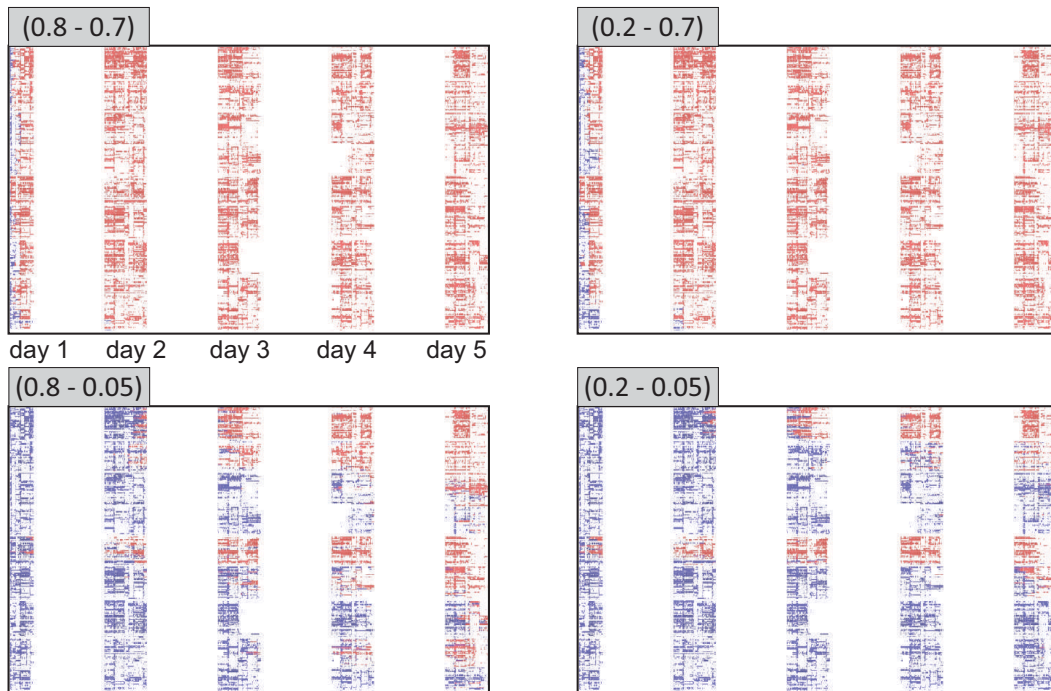 (0.8 - 0.7)
(0.2 - 0.7)
day 1 day 2 day 3 day 4 day 5
(0.8 - 0.05)
(0.2 - 0.05)